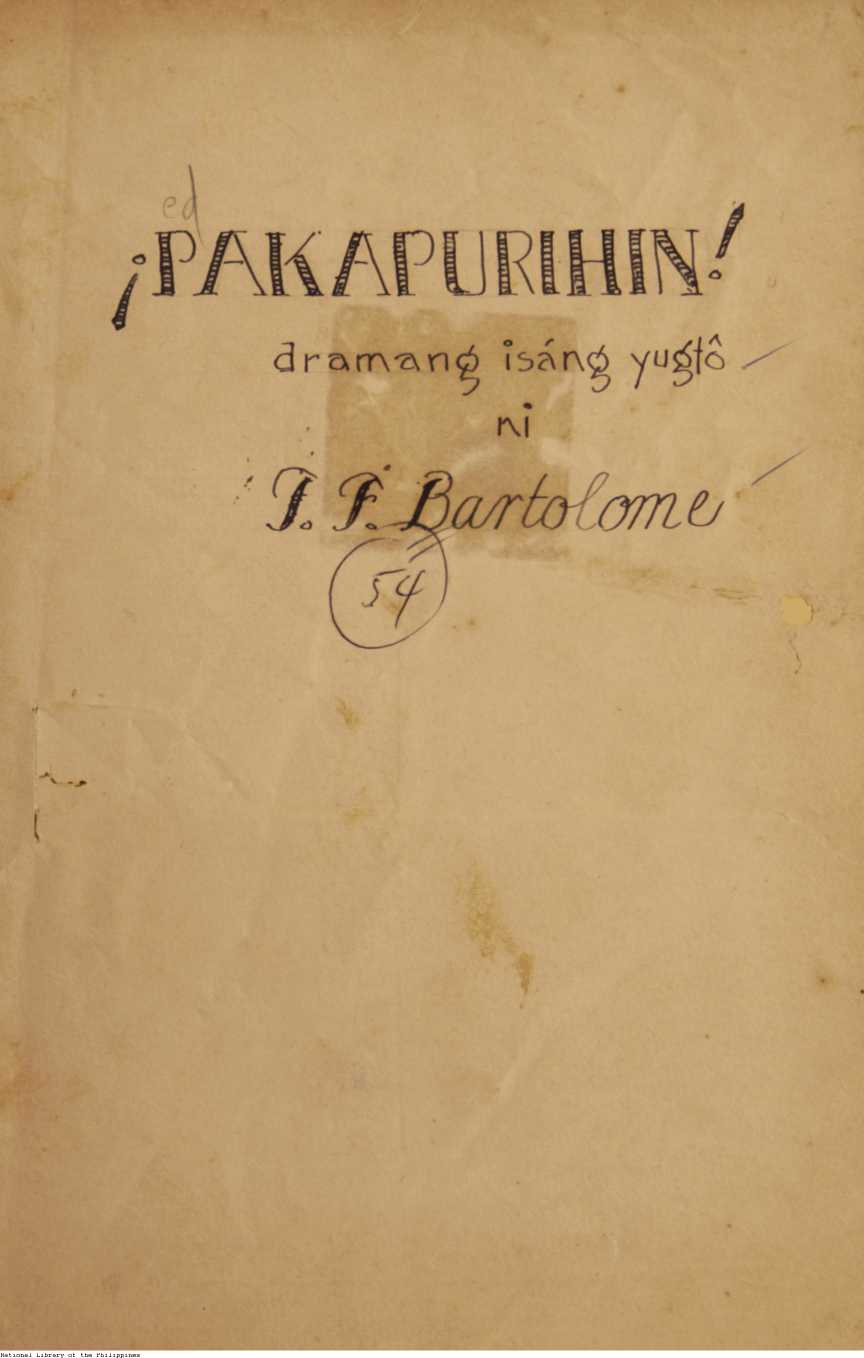 ed
¡PAKAPURIHIN!
dramang isáng yugtô
ni
T. F. Bartolome
54
National Library of the Philippines